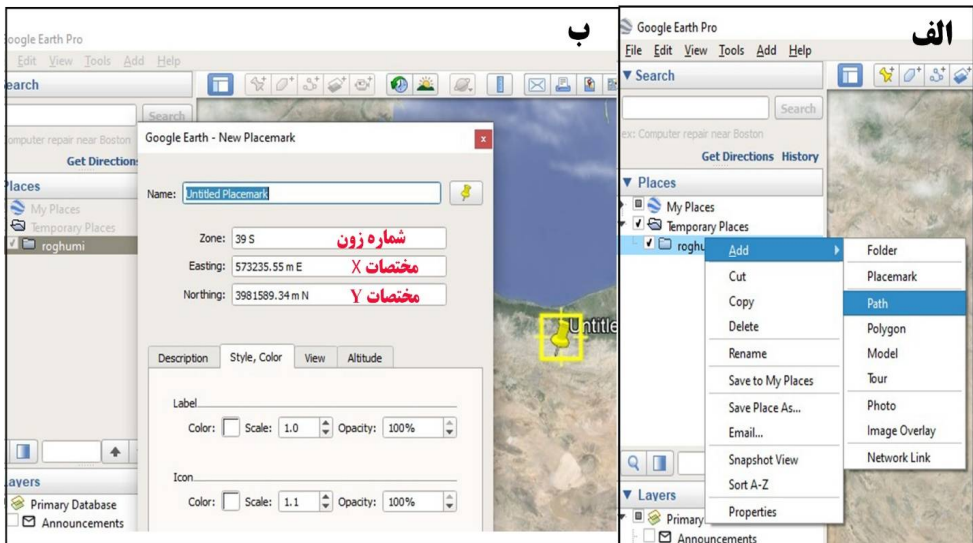 ب
oogle Earth Pro
Edit View Tools Add Help
earch
Search
omputer repair near Boston
Get Directions
Places
My Places
Temporary Places
roghumi
Google Earth - New Placemark
x
Name: Untitled Placemark
Zone: 39 S شماره زون
Easting: 573235.55 m E مختصات X
Northing: 3981589.34 m N مختصات Y
Description Style, Color View Altitude
Label
Color: Scale: 1.0 Opacity: 100%
Icon
Color: Scale: 1.1 Opacity: 100%
Untitle
ayers
Primary Database
Announcements
الف
Google Earth Pro
File Edit View Tools Add Help
Search
Search
ex: Computer repair near Boston
Get Directions History
Places
My Places
Temporary Places
roghu
Add
Cut
Copy
Delete
Rename
Save to My Places
Save Place As...
Email...
Snapshot View
Sort A-Z
Properties
Folder
Placemark
Path
Polygon
Model
Tour
Photo
Image Overlay
Network Link
Layers
Primary
Announcements